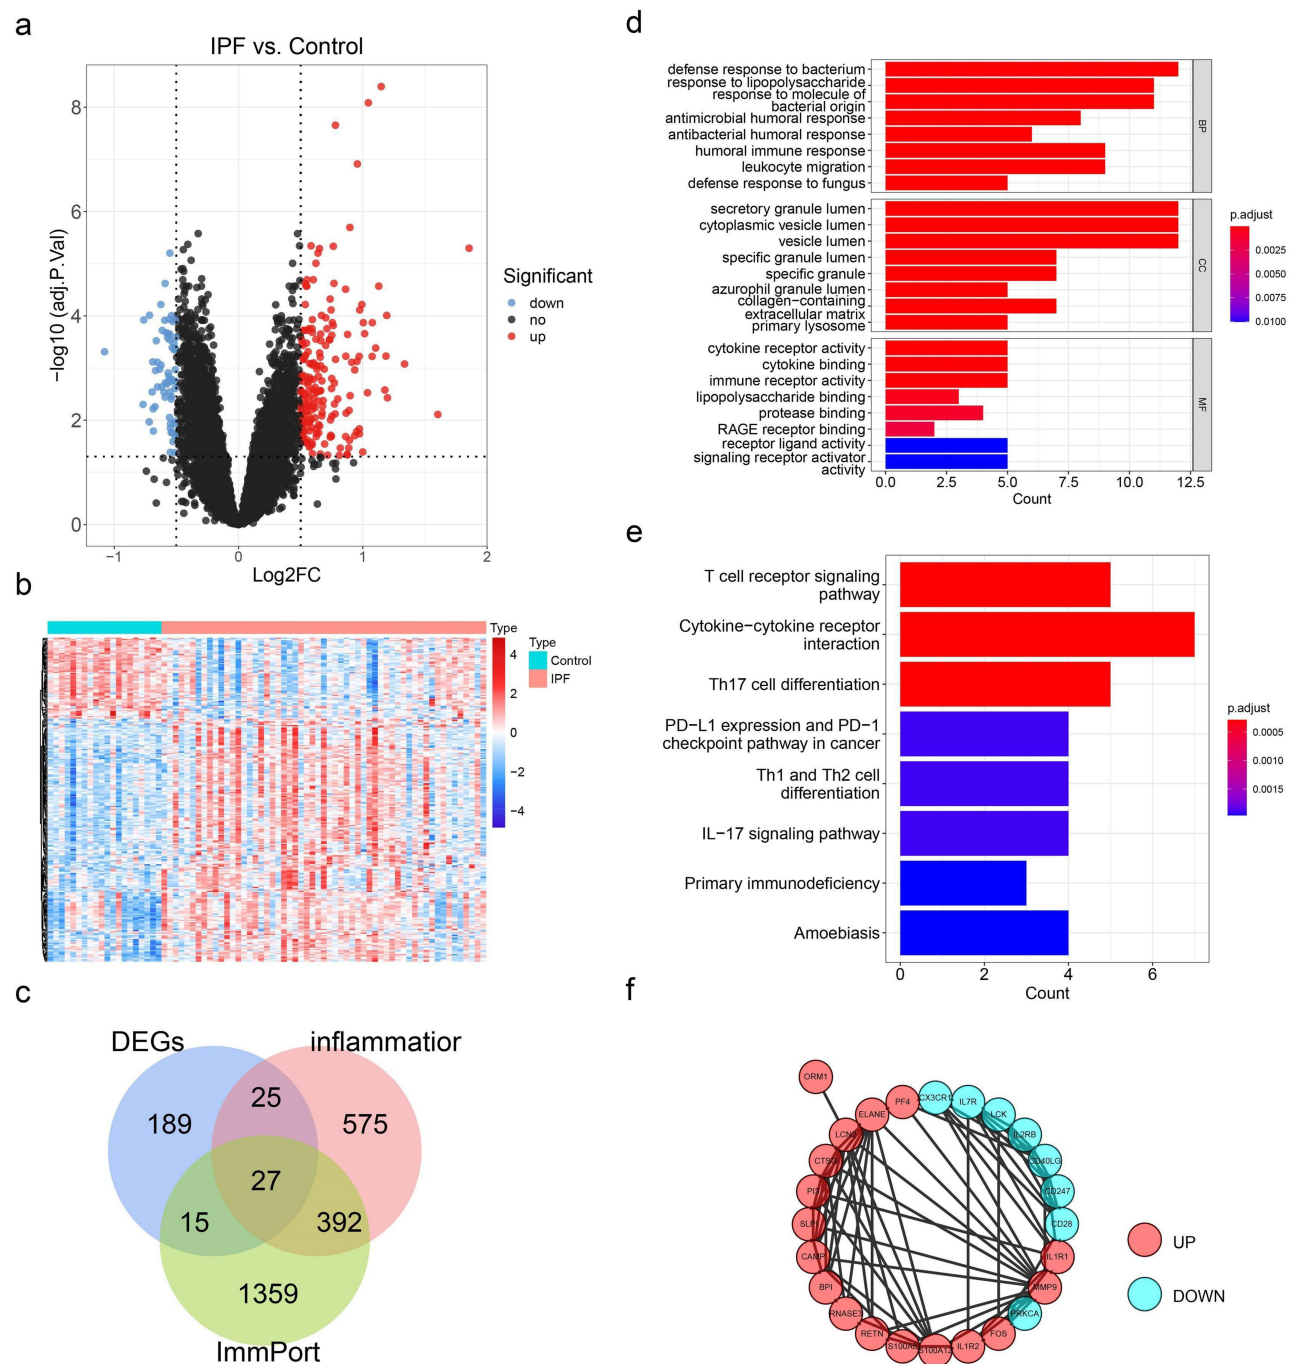 a
IPF vs. Control
−log10 (adj.P.Val)
8
6
4
2
0
−1
0
1
2
Log2FC
Significant
down
no
up
b
Type
4
2
0
−2
−4
Type
Control
IPF
c
DEGs
inflammatior
189
25
575
27
15
392
1359
ImmPort
d
defense response to bacterium
response to lipopolysaccharide
response to molecule of
bacterial origin
antimicrobial humoral response
antibacterial humoral response
humoral immune response
leukocyte migration
defense response to fungus
BP
secretory granule lumen
cytoplasmic vesicle lumen
vesicle lumen
specific granule lumen
specific granule
azurophil granule lumen
collagen−containing
extracellular matrix
primary lysosome
CC
cytokine receptor activity
cytokine binding
immune receptor activity
lipopolysaccharide binding
protease binding
RAGE receptor binding
receptor ligand activity
signaling receptor activator
activity
MF
0.0
2.5
5.0
7.5
10.0
12.5
Count
p.adjust
0.0025
0.0050
0.0075
0.0100
e
T cell receptor signaling
pathway
Cytokine−cytokine receptor
interaction
Th17 cell differentiation
PD−L1 expression and PD−1
checkpoint pathway in cancer
Th1 and Th2 cell
differentiation
IL−17 signaling pathway
Primary immunodeficiency
Amoebiasis
0
2
4
6
Count
p.adjust
0.0005
0.0010
0.0015
f
ORM1
PF4
CX3CR1
IL7R
ELANE
LCK
IL2RB
CD40LG
CD247
CD28
IL1R1
MMP9
PRKCA
FOS
IL1R2
S100A12
RETN
RNASE3
BPI
CAMP
SLPI
PI3
UP
DOWN